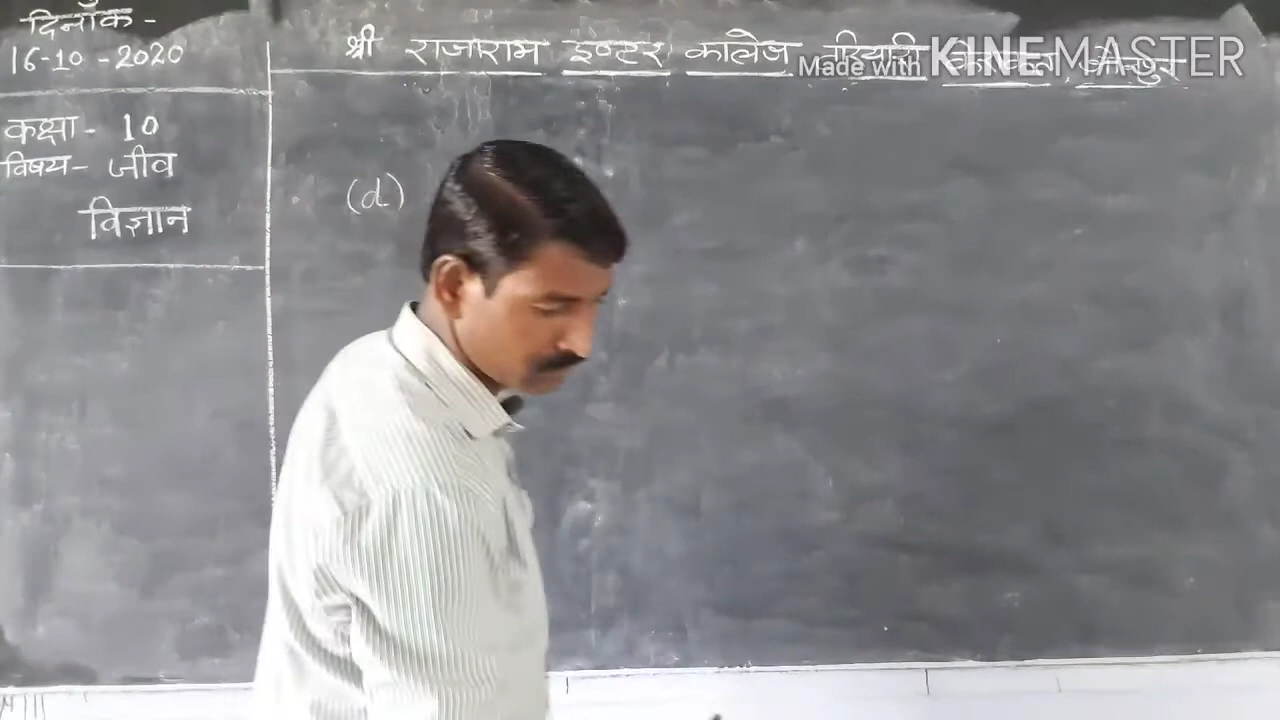 दिनाँक -
16-10-2020
श्री राजाराम इण्टर कालेज
Made with KINEMASTER
कक्षा - 10
विषय - जीव
विज्ञान
(d)